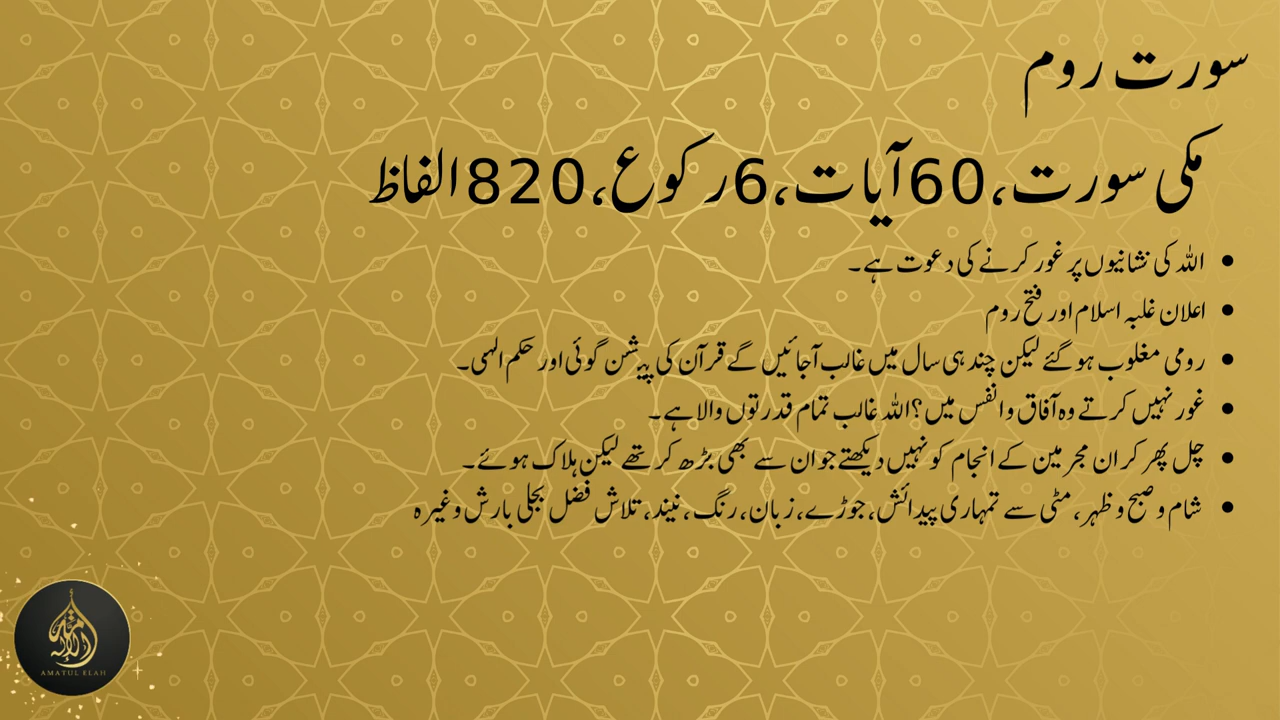 سورت روم
مکی سورت، 60 آیات، 6 رکوع، 820 الفاظ
• اللہ کی نشانیوں پر غور کرنے کی دعوت ہے۔
• اعلان غلبہ اسلام اور فتح روم
• رومی مغلوب ہو گئے لیکن چند ہی سال میں غالب آجائیں گے قرآن کی پیشن گوئی اور حکم الہی۔
• غور نہیں کرتے وہ آفاق و انفس میں؟ اللہ غالب تمام قدرتوں والا ہے۔
• چل پھر کر ان مجرمین کے انجام کو نہیں دیکھتے جو ان سے بھی بڑھ کر تھے لیکن ہلاک ہوئے۔
• شام و صبح و ظہر، مٹی سے تمہاری پیدائش، جوڑے، زبان، رنگ، نیند، تلاش فضل بجلی بارش وغیرہ
AMATUL ELAH